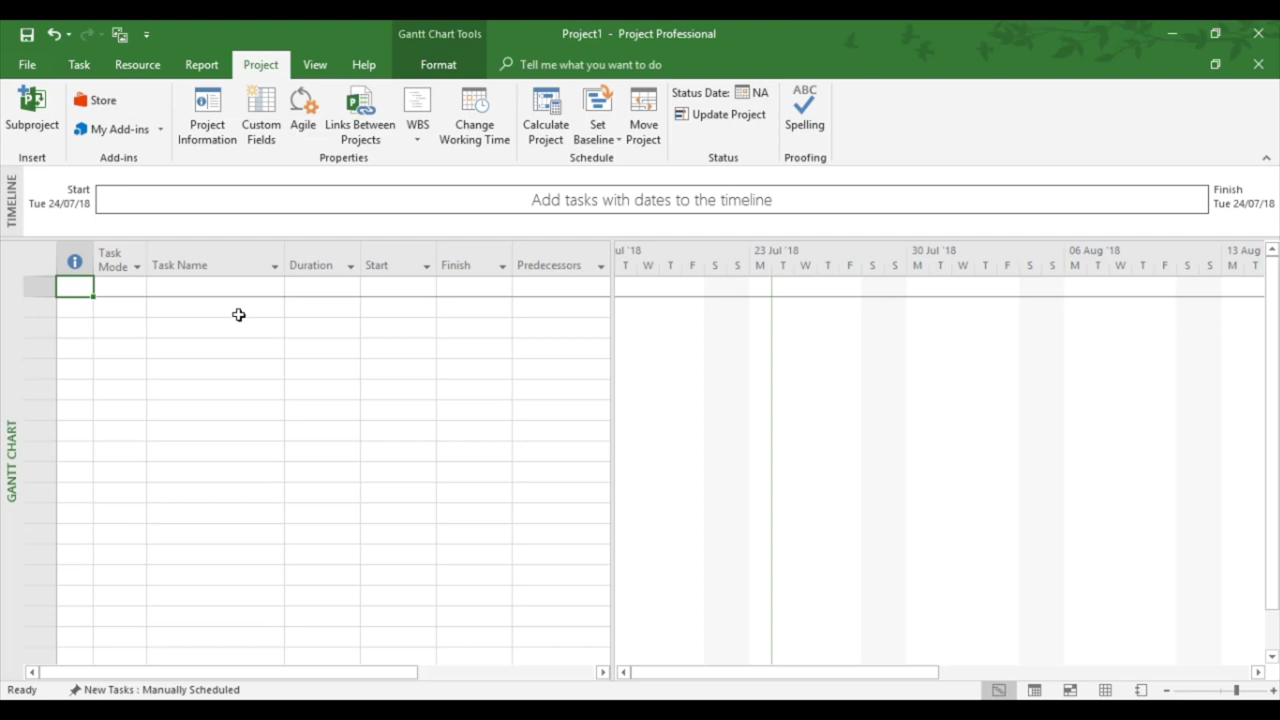 Gantt Chart Tools
Project1 - Project Professional
File Task Resource Report Project View Help Format Tell me what you want to do
Subproject
Insert
Store
My Add-ins
Add-ins
Project Information
Custom Fields
Agile
Links Between Projects
WBS
Change Working Time
Properties
Calculate Project
Set Baseline
Move Project
Schedule
Status Date: NA
Update Project
Status
ABC
Spelling
Proofing
TIMELINE
Start
Tue 24/07/18
Add tasks with dates to the timeline
Finish
Tue 24/07/18
Task Mode
Task Name
Duration
Start
Finish
Predecessors
ul '18 23 Jul '18 30 Jul '18 06 Aug '18 13 Aug
T W T F S S M T W T F S S M T W T F S S M T W T F S S M T
GANTT CHART
Ready
New Tasks : Manually Scheduled